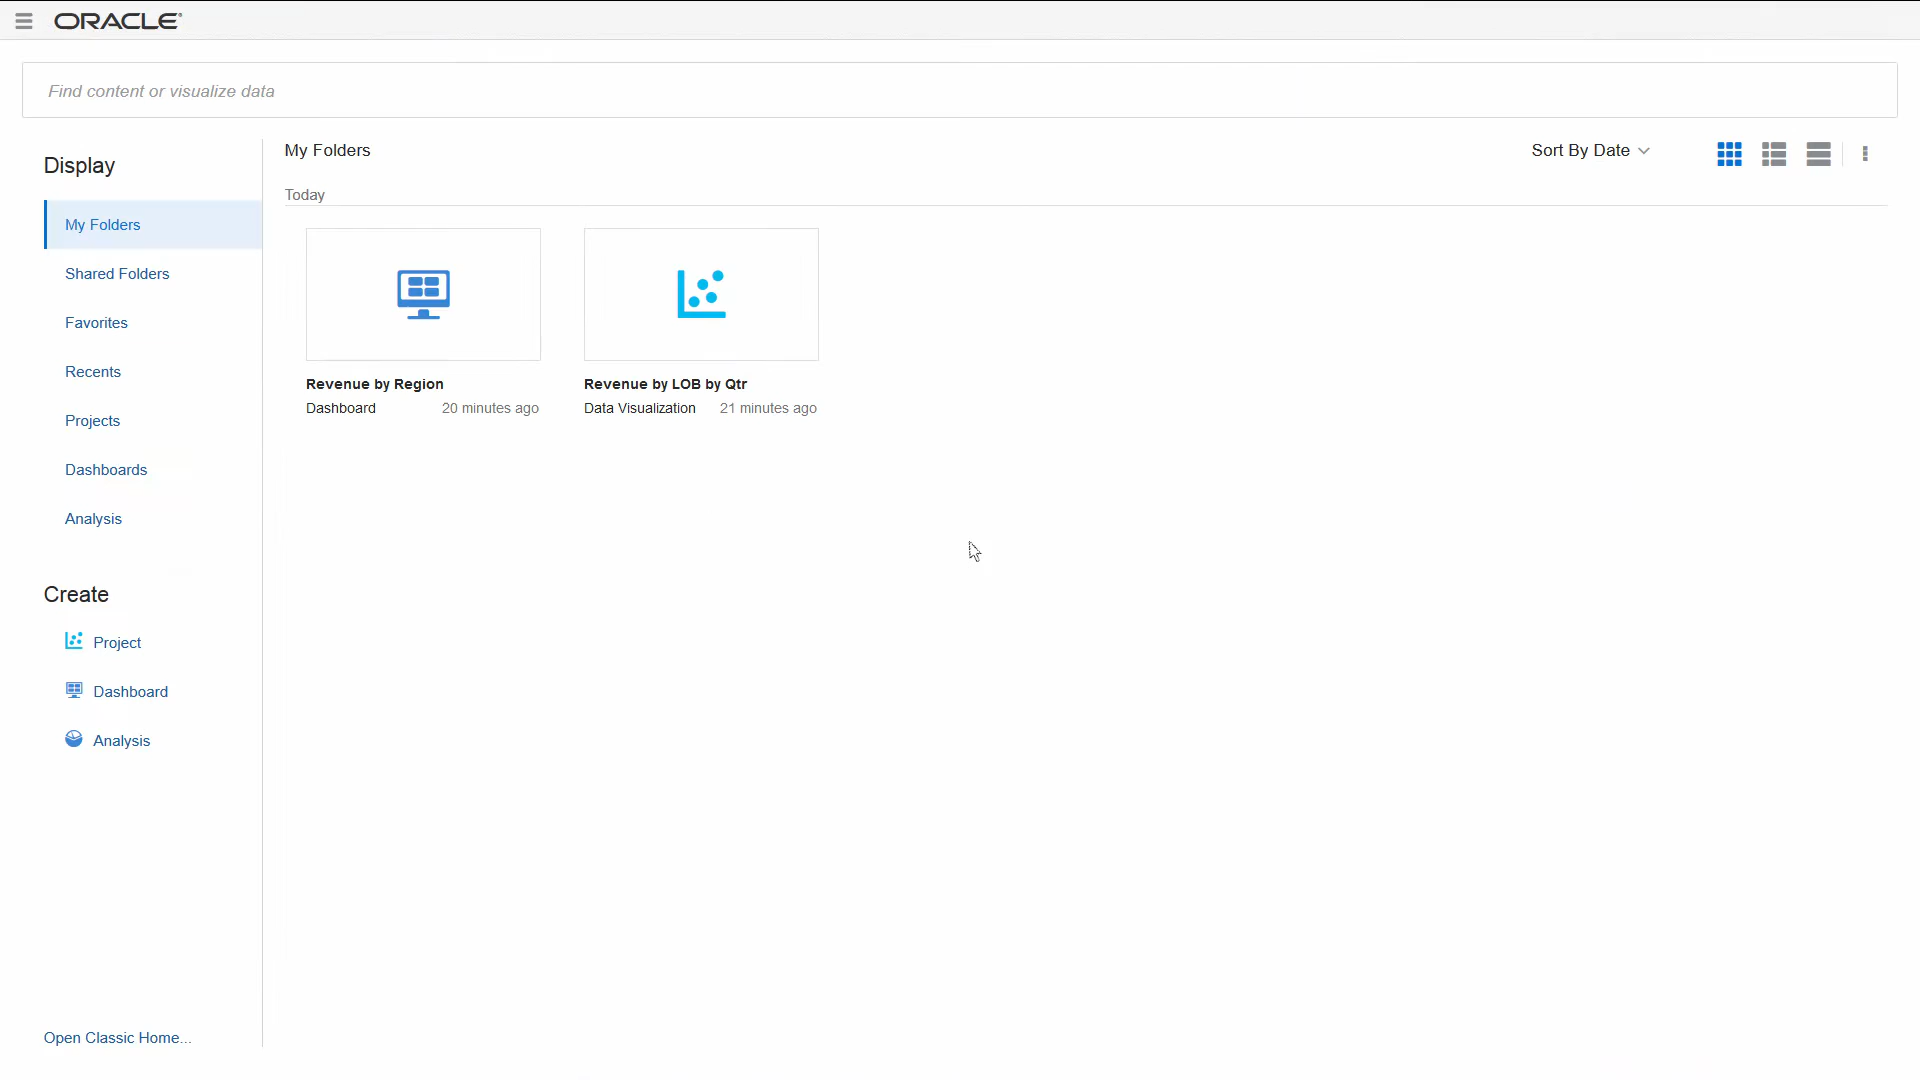 ORACLE
Find content or visualize data
Display
My Folders
Shared Folders
Favorites
Recents
Projects
Dashboards
Analysis
Create
Project
Dashboard
Analysis
Open Classic Home...
My Folders
Sort By Date
Today
Revenue by Region
Dashboard 20 minutes ago
Revenue by LOB by Qtr
Data Visualization 21 minutes ago